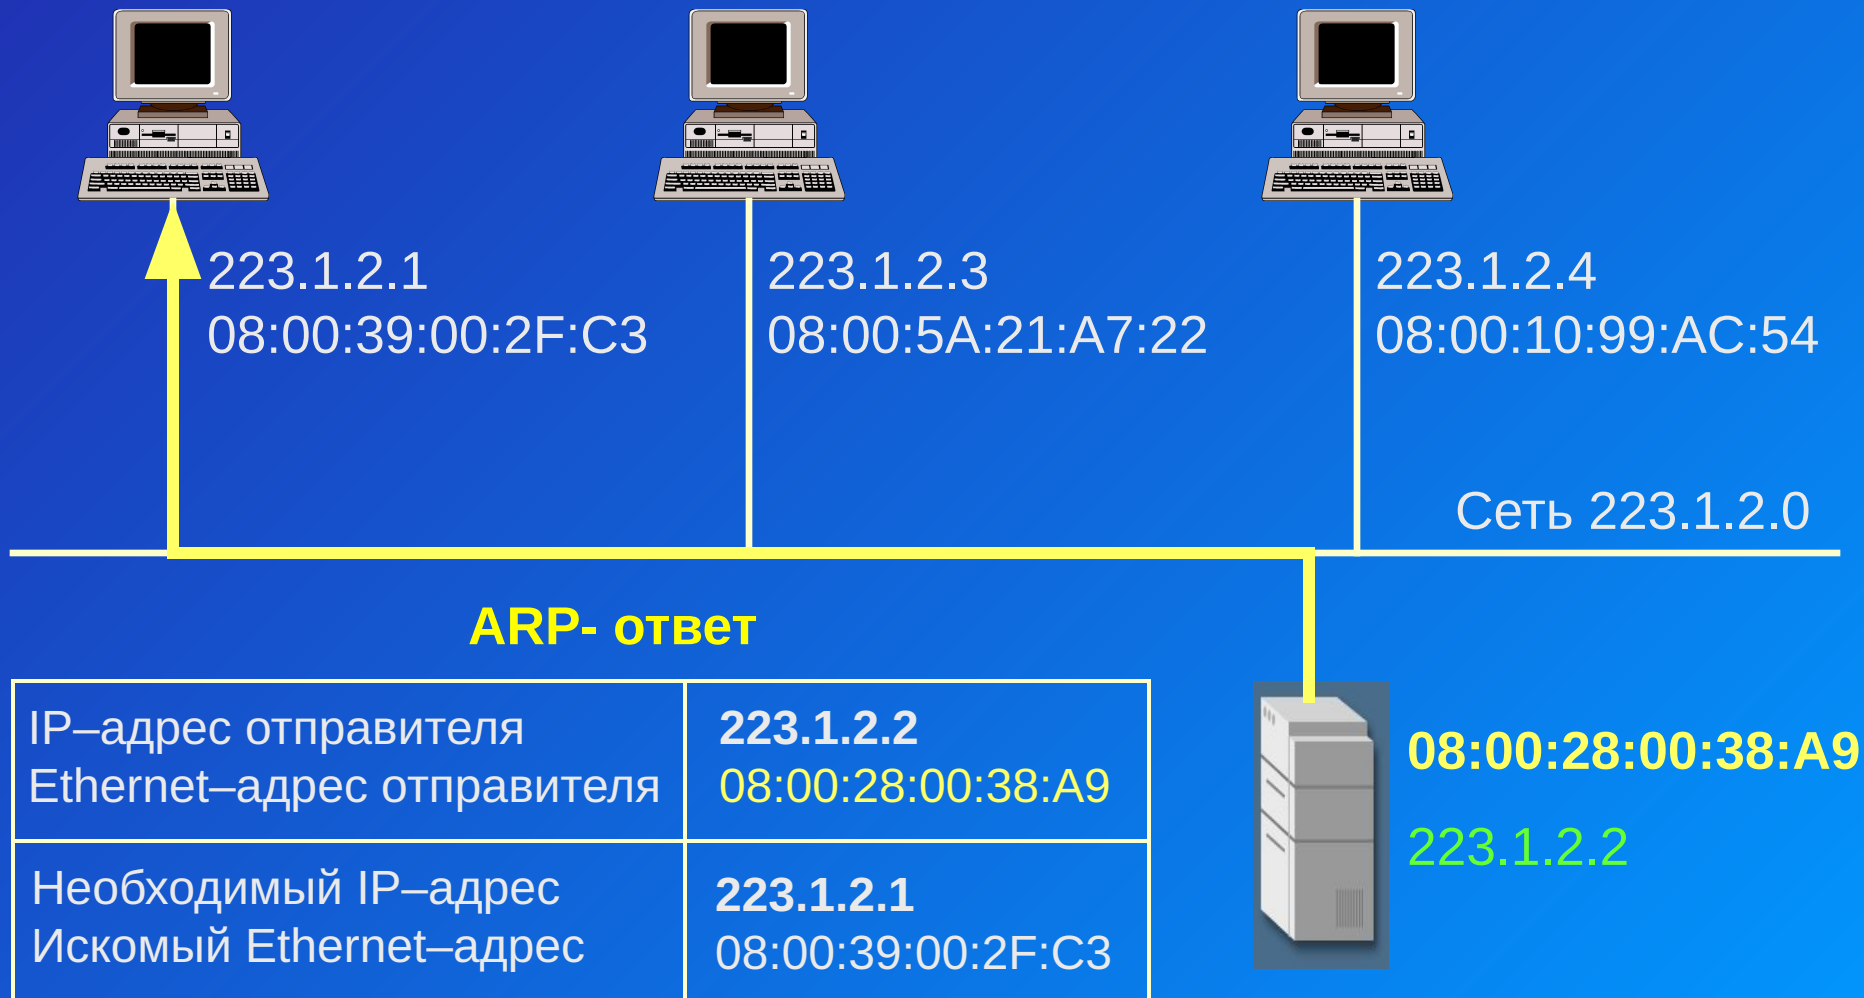 223.1.2.1
08:00:39:00:2F:C3
223.1.2.3
08:00:5A:21:A7:22
223.1.2.4
08:00:10:99:AC:54
Сеть 223.1.2.0
ARP- ответ
IP–адрес отправителя
223.1.2.2
Ethernet–адрес отправителя
08:00:28:00:38:A9
Необходимый IP–адрес
223.1.2.1
Искомый Ethernet–адрес
08:00:39:00:2F:C3
08:00:28:00:38:A9
223.1.2.2